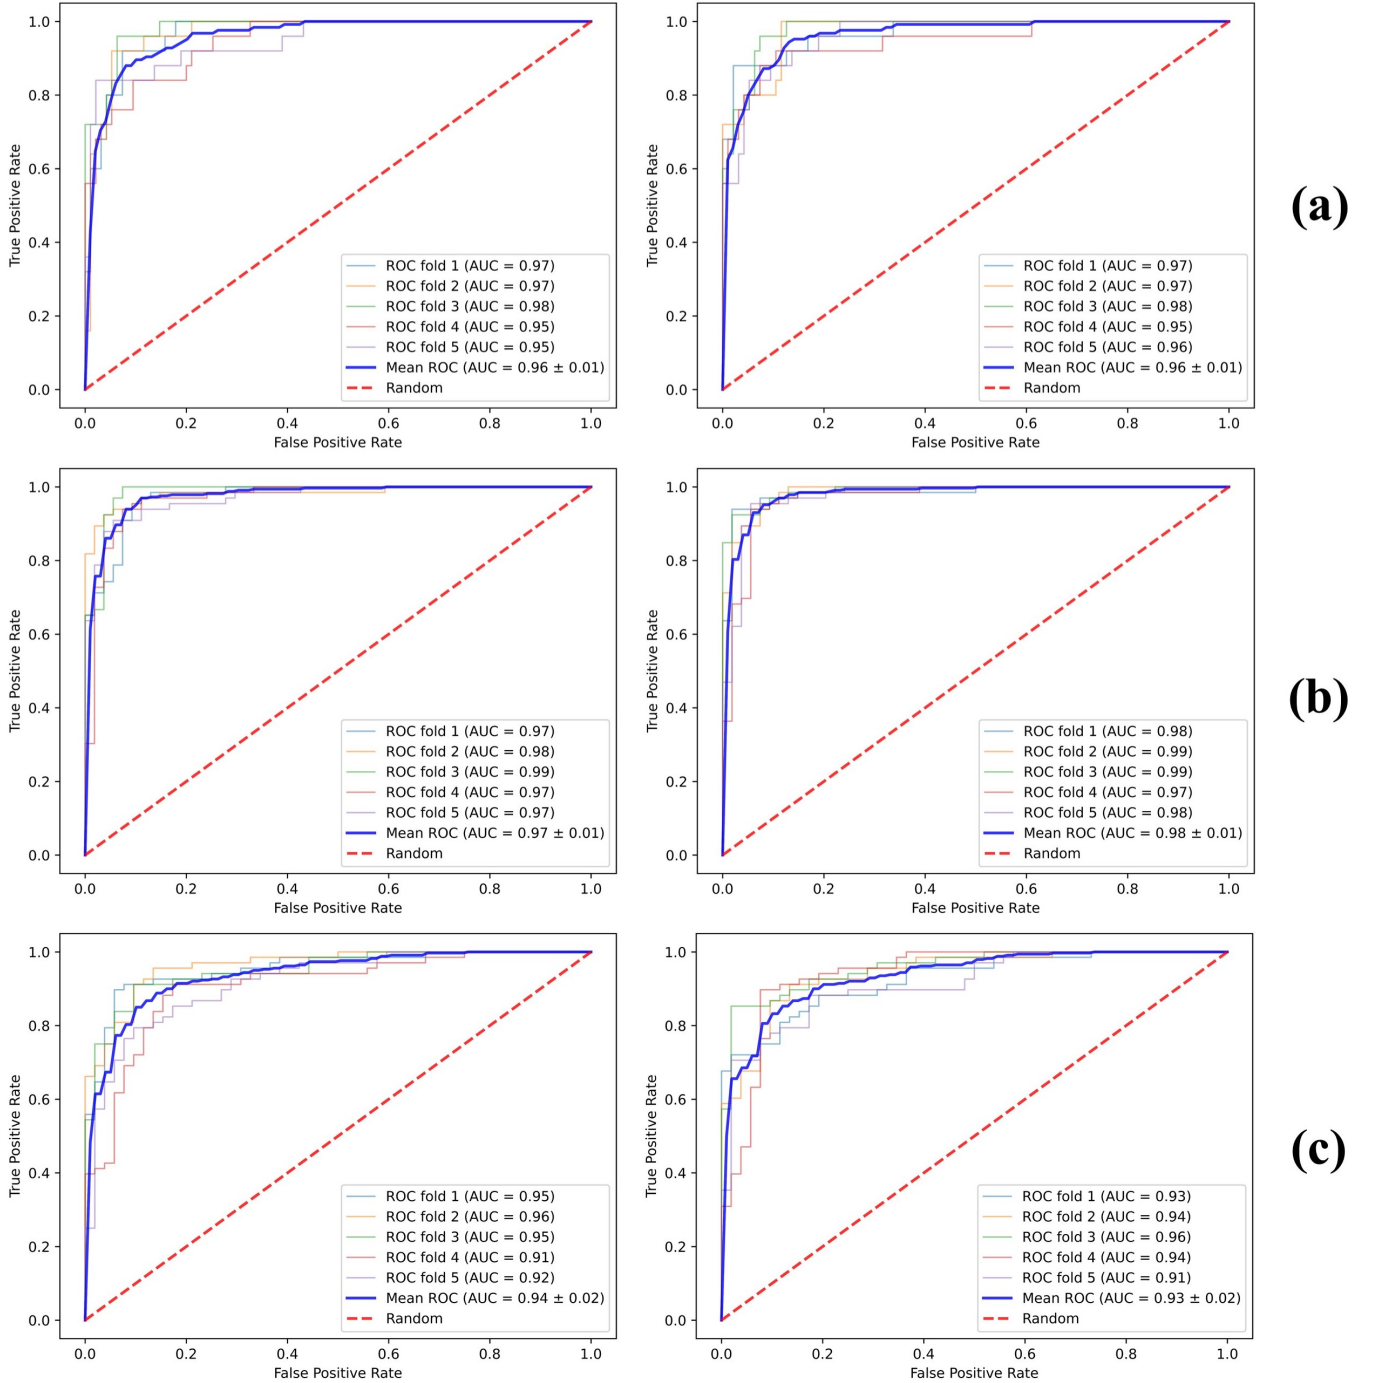 1.0
0.8
0.6
0.4
0.2
0.0
True Positive Rate
0.0 0.2 0.4 0.6 0.8 1.0
False Positive Rate
ROC fold 1 (AUC = 0.97)
ROC fold 2 (AUC = 0.97)
ROC fold 3 (AUC = 0.98)
ROC fold 4 (AUC = 0.95)
ROC fold 5 (AUC = 0.95)
Mean ROC (AUC = 0.96 ± 0.01)
Random
1.0
0.8
0.6
0.4
0.2
0.0
True Positive Rate
0.0 0.2 0.4 0.6 0.8 1.0
False Positive Rate
ROC fold 1 (AUC = 0.97)
ROC fold 2 (AUC = 0.97)
ROC fold 3 (AUC = 0.98)
ROC fold 4 (AUC = 0.95)
ROC fold 5 (AUC = 0.96)
Mean ROC (AUC = 0.96 ± 0.01)
Random
(a)
1.0
0.8
0.6
0.4
0.2
0.0
True Positive Rate
0.0 0.2 0.4 0.6 0.8 1.0
False Positive Rate
ROC fold 1 (AUC = 0.97)
ROC fold 2 (AUC = 0.98)
ROC fold 3 (AUC = 0.99)
ROC fold 4 (AUC = 0.97)
ROC fold 5 (AUC = 0.97)
Mean ROC (AUC = 0.97 ± 0.01)
Random
1.0
0.8
0.6
0.4
0.2
0.0
True Positive Rate
0.0 0.2 0.4 0.6 0.8 1.0
False Positive Rate
ROC fold 1 (AUC = 0.98)
ROC fold 2 (AUC = 0.99)
ROC fold 3 (AUC = 0.99)
ROC fold 4 (AUC = 0.97)
ROC fold 5 (AUC = 0.98)
Mean ROC (AUC = 0.98 ± 0.01)
Random
(b)
1.0
0.8
0.6
0.4
0.2
0.0
True Positive Rate
0.0 0.2 0.4 0.6 0.8 1.0
False Positive Rate
ROC fold 1 (AUC = 0.95)
ROC fold 2 (AUC = 0.96)
ROC fold 3 (AUC = 0.95)
ROC fold 4 (AUC = 0.91)
ROC fold 5 (AUC = 0.92)
Mean ROC (AUC = 0.94 ± 0.02)
Random
1.0
0.8
0.6
0.4
0.2
0.0
True Positive Rate
0.0 0.2 0.4 0.6 0.8 1.0
False Positive Rate
ROC fold 1 (AUC = 0.93)
ROC fold 2 (AUC = 0.94)
ROC fold 3 (AUC = 0.96)
ROC fold 4 (AUC = 0.94)
ROC fold 5 (AUC = 0.91)
Mean ROC (AUC = 0.93 ± 0.02)
Random
(c)